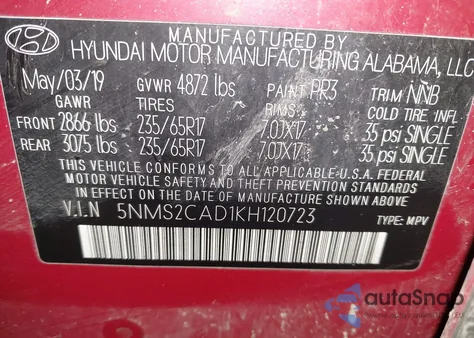 MANUFACTURED BY
HYUNDAI MOTOR MANUFACTURING ALABAMA, LLC
May/03/19 GVWR 4872 lbs PAINT PR3 TRIM NNB
GAWR TIRES RIMS: COLD TIRE INFL.
FRONT 2866 lbs 235/65R17 7.0JX17 35 psi SINGLE
REAR 3075 lbs 235/65R17 7.0JX17 35 psi SINGLE
THIS VEHICLE CONFORMS TO ALL APPLICABLE-U.S.A FEDERAL
MOTOR VEHICLE SAFETY AND THEFT PREVENTION STANDARDS
IN EFFECT ON THE DATE OF MANUFACTURE SHOWN ABOVE
V.I.N 5NMS2CAD1KH120723 TYPE: MPV
autoSnap